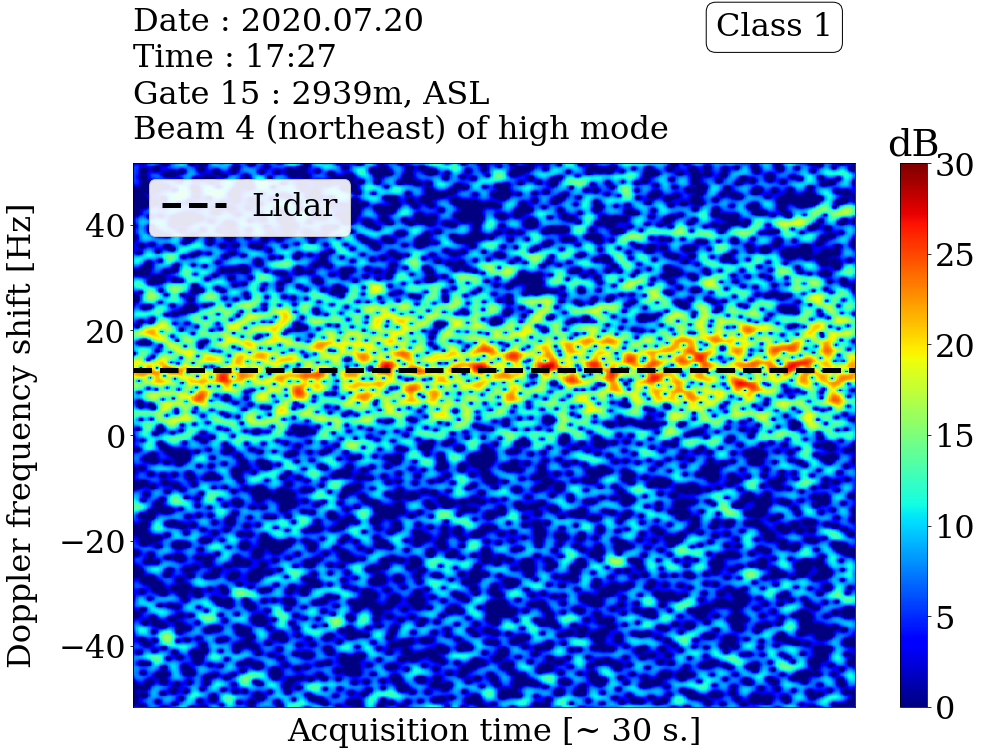 Date : 2020.07.20
Time : 17:27
Gate 15 : 2939m, ASL
Beam 4 (northeast) of high mode
Class 1
dB
Lidar
Doppler frequency shift [Hz]
40
20
0
−20
−40
Acquisition time [~ 30 s.]
30
25
20
15
10
5
0